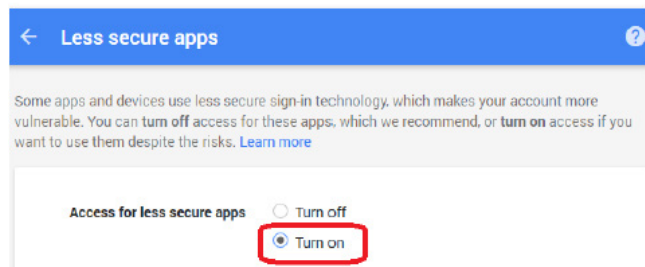 Less secure apps
Some apps and devices use less secure sign-in technology, which makes your account more
vulnerable. You can turn off access for these apps, which we recommend, or turn on access if you
want to use them despite the risks. Learn more
Access for less secure apps Turn off
Turn on